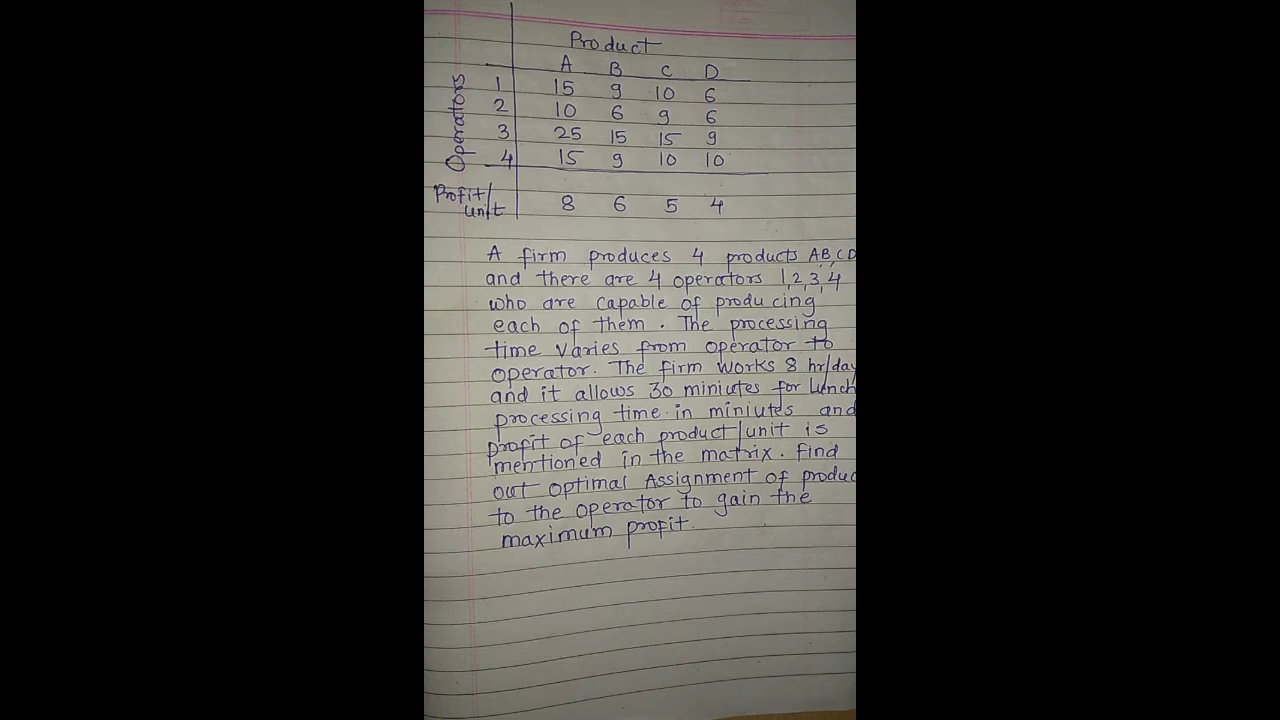 Product
A B C D
1 15 9 10 6
2 10 6 9 6
3 25 15 15 9
4 15 9 10 10
Operators
Profit/unit 8 6 5 4
A firm produces 4 products A,B,C,D
and there are 4 operators 1,2,3,4
who are capable of producing
each of them. The processing
time varies from operator to
operator. The firm works 8 hr/day
and it allows 30 miniutes for lunch
processing time in miniutes and
profit of each product/unit is
mentioned in the matrix. Find
out optimal Assignment of produc
to the operator to gain the
maximum profit.